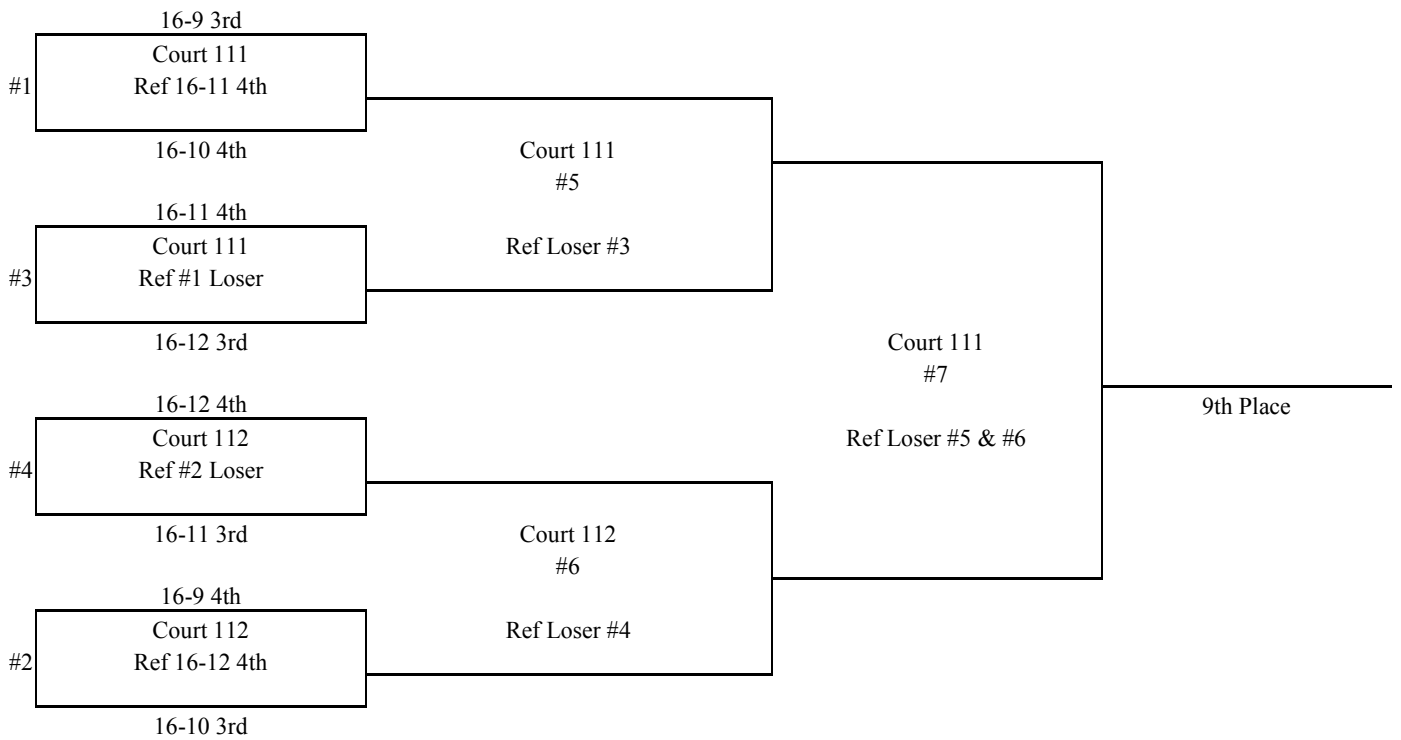 16-9 3rd
Court 111
#1
Ref 16-11 4th
16-10 4th
16-11 4th
Court 111
#3
Ref #1 Loser
16-12 3rd
16-12 4th
Court 112
#4
Ref #2 Loser
16-11 3rd
16-9 4th
Court 112
#2
Ref 16-12 4th
16-10 3rd
Court 111
#5
Ref Loser #3
Court 112
#6
Ref Loser #4
Court 111
#7
Ref Loser #5 & #6
9th Place